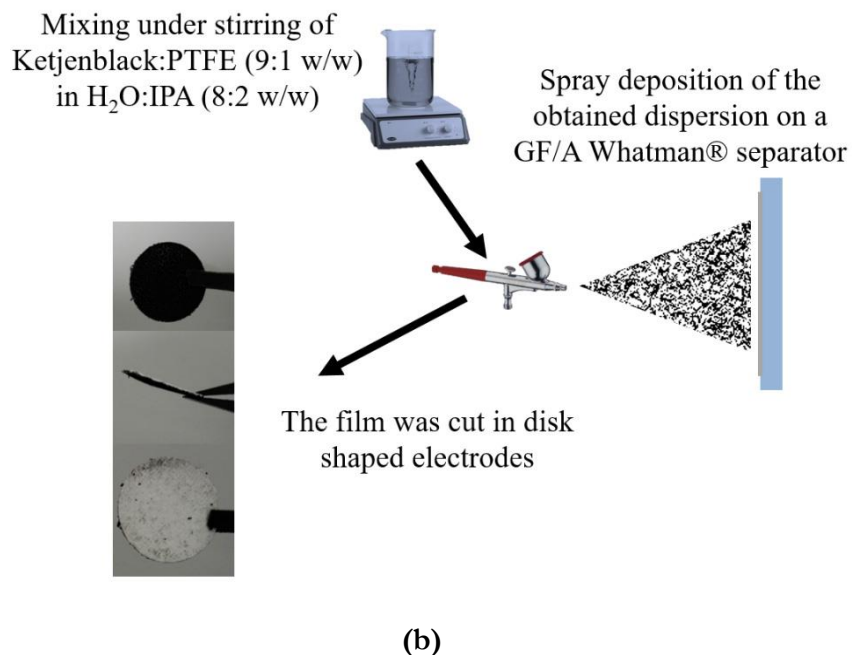 Mixing under stirring of
Ketjenblack:PTFE (9:1 w/w)
in H₂O:IPA (8:2 w/w)
Spray deposition of the
obtained dispersion on a
GF/A Whatman® separator
The film was cut in disk
shaped electrodes
(b)